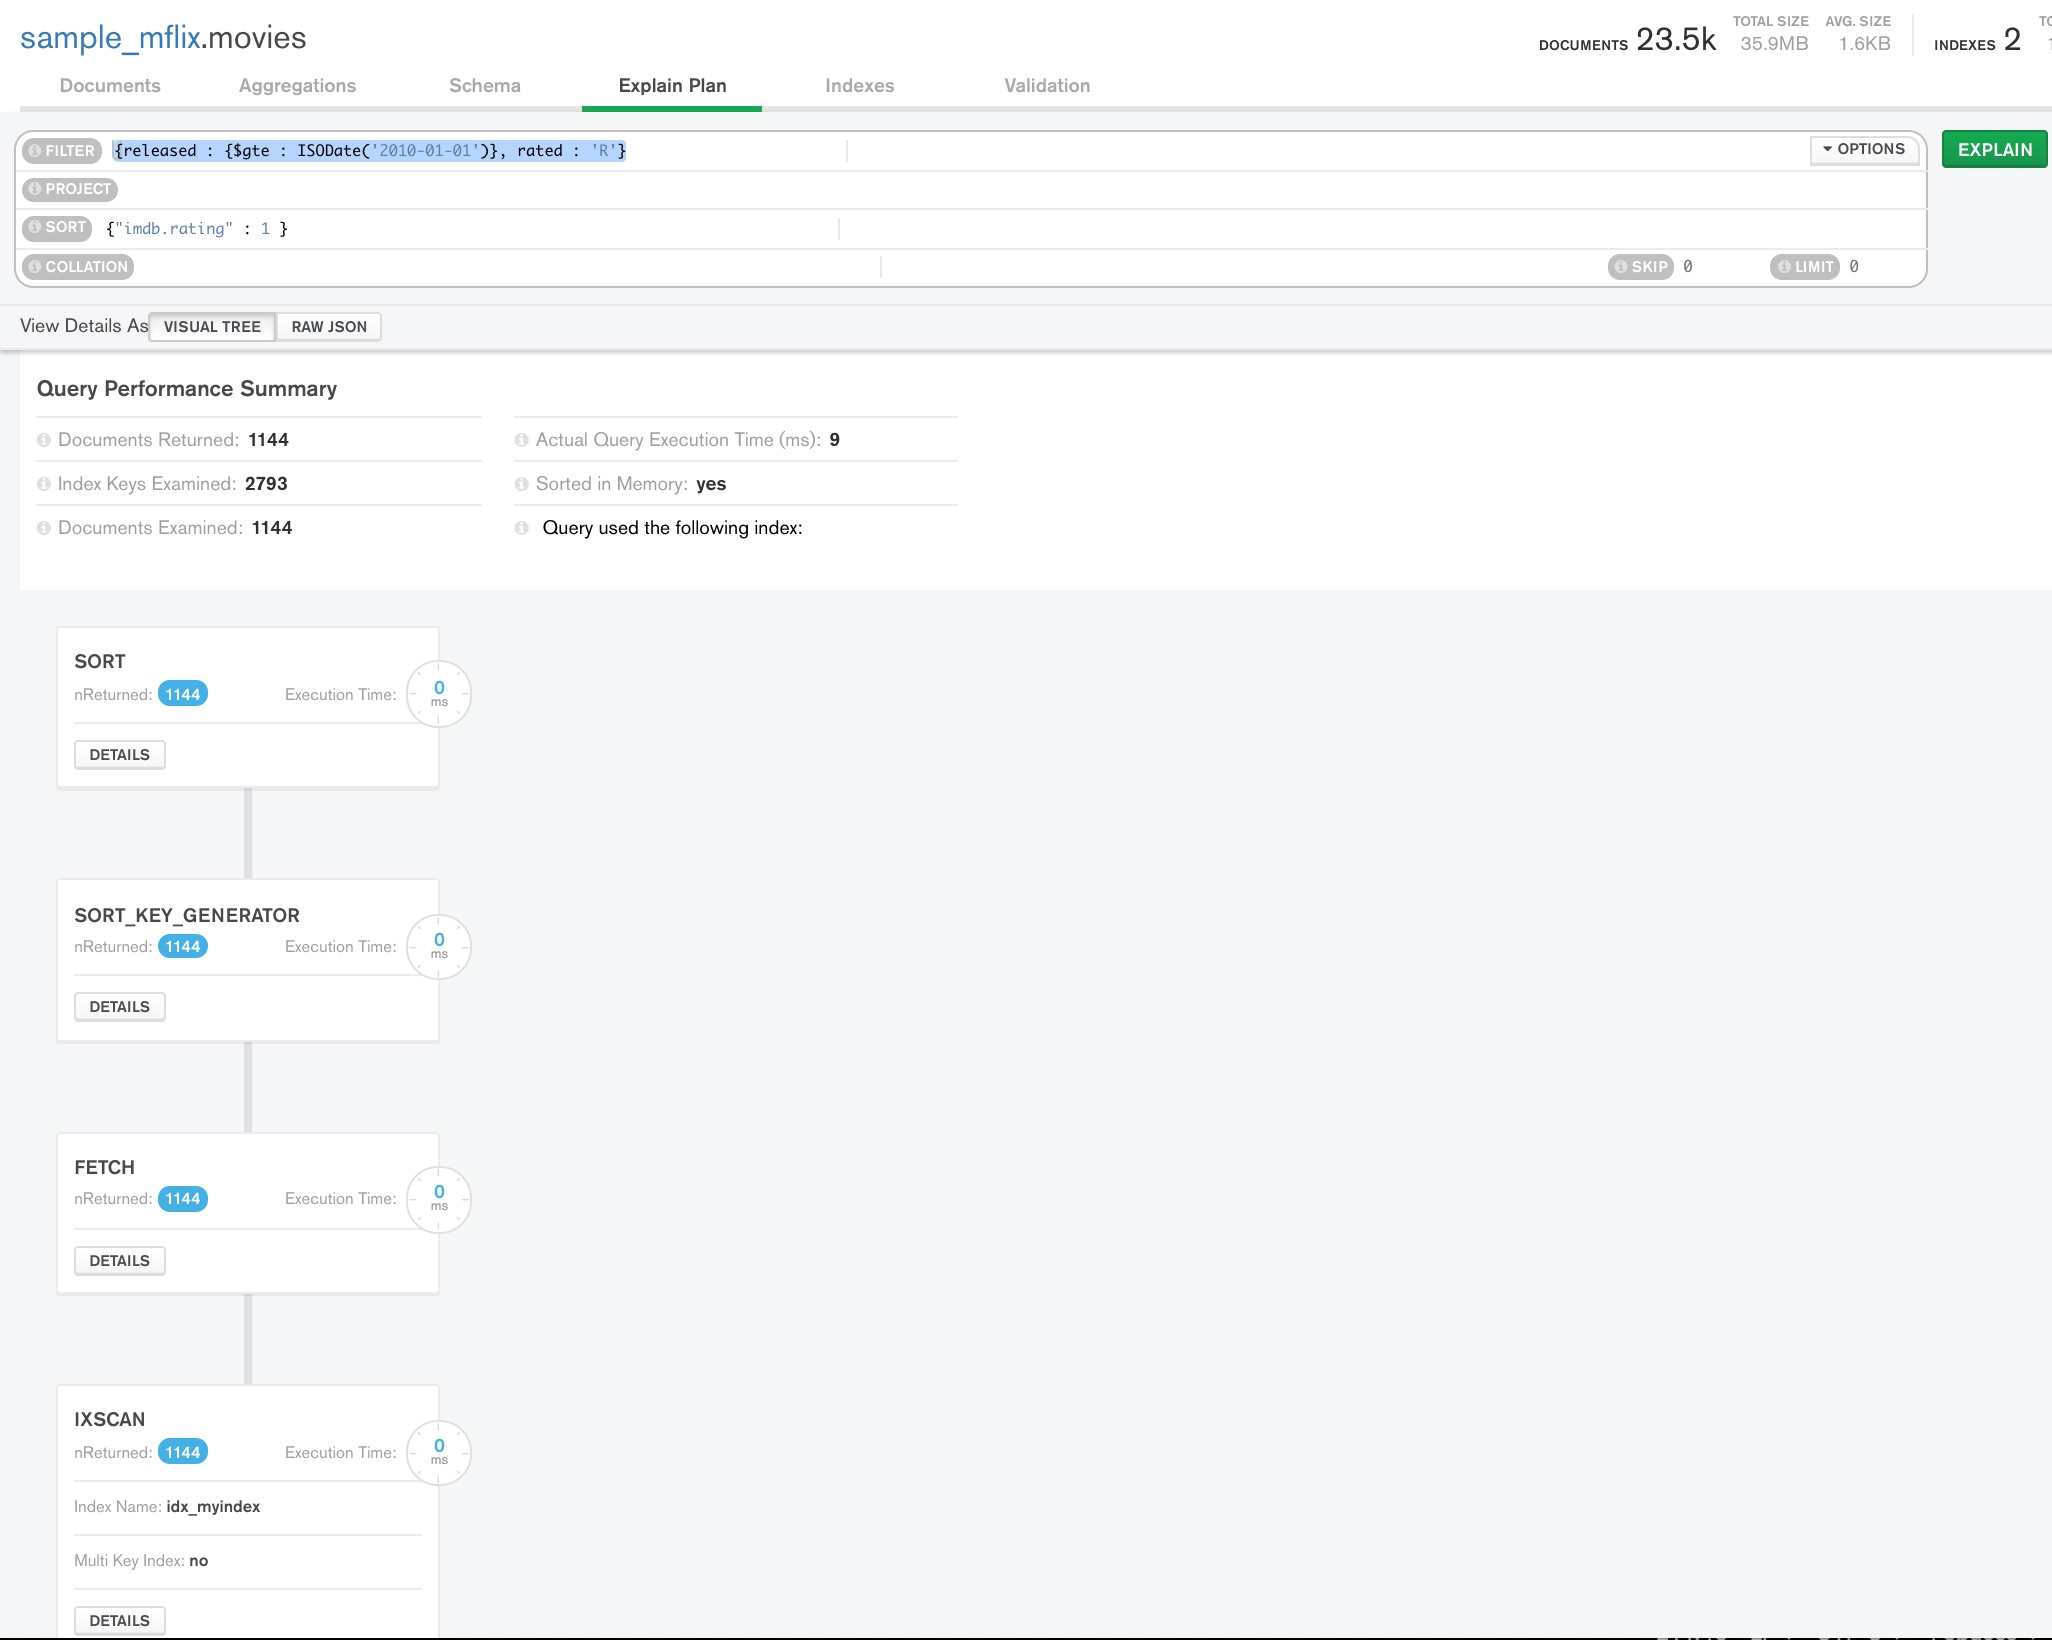 sample_mflix.movies
DOCUMENTS 23.5k TOTAL SIZE 35.9MB AVG. SIZE 1.6KB INDEXES 2
Documents Aggregations Schema Explain Plan Indexes Validation
FILTER {released : {$gte : ISODate('2010-01-01')}, rated : 'R'} OPTIONS EXPLAIN
PROJECT
SORT {"imdb.rating" : 1 }
COLLATION SKIP 0 LIMIT 0
View Details As VISUAL TREE RAW JSON
Query Performance Summary
Documents Returned: 1144 Actual Query Execution Time (ms): 9
Index Keys Examined: 2793 Sorted in Memory: yes
Documents Examined: 1144 Query used the following index:
SORT
nReturned: 1144 Execution Time: 0 ms
DETAILS
SORT_KEY_GENERATOR
nReturned: 1144 Execution Time: 0 ms
DETAILS
FETCH
nReturned: 1144 Execution Time: 0 ms
DETAILS
IXSCAN
nReturned: 1144 Execution Time: 0 ms
Index Name: idx_myindex
Multi Key Index: no
DETAILS